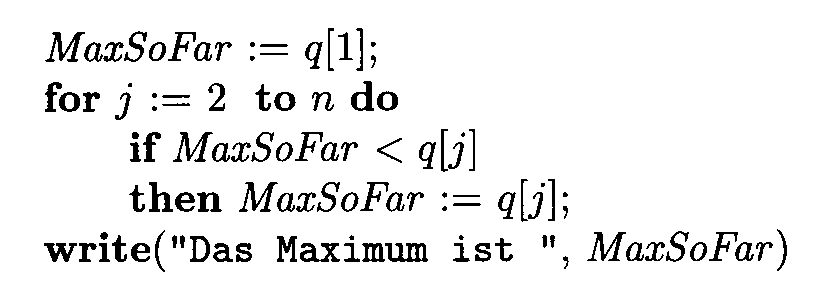 MaxSoFar := q[1];
for j := 2 to n do
if MaxSoFar < q[j]
then MaxSoFar := q[j];
write("Das Maximum ist ", MaxSoFar)